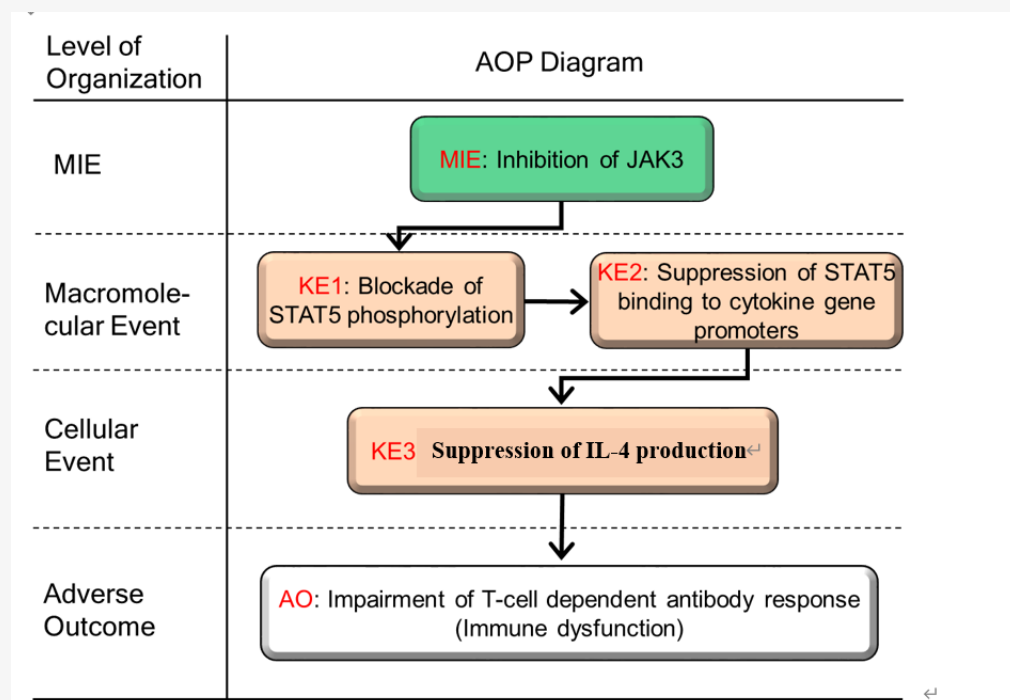 Level of
Organization
AOP Diagram
MIE
MIE: Inhibition of JAK3
Macromole-
cular Event
KE1: Blockade of
STAT5 phosphorylation
KE2: Suppression of STAT5
binding to cytokine gene
promoters
Cellular
Event
KE3 Suppression of IL-4 production↵
Adverse
Outcome
AO: Impairment of T-cell dependent antibody response
(Immune dysfunction)
↵